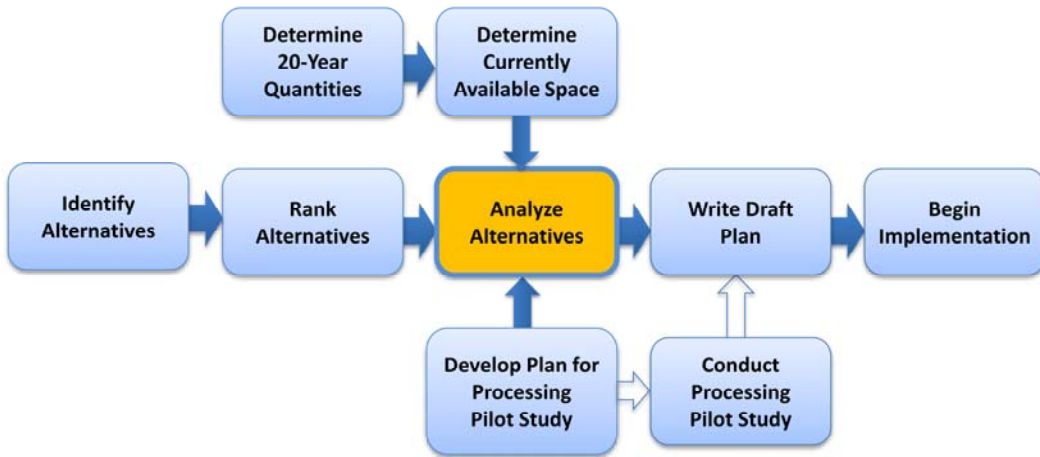 Determine
20-Year
Quantities
Determine
Currently
Available Space
Identify
Alternatives
Rank
Alternatives
Analyze
Alternatives
Write Draft
Plan
Begin
Implementation
Develop Plan for
Processing
Pilot Study
Conduct
Processing
Pilot Study